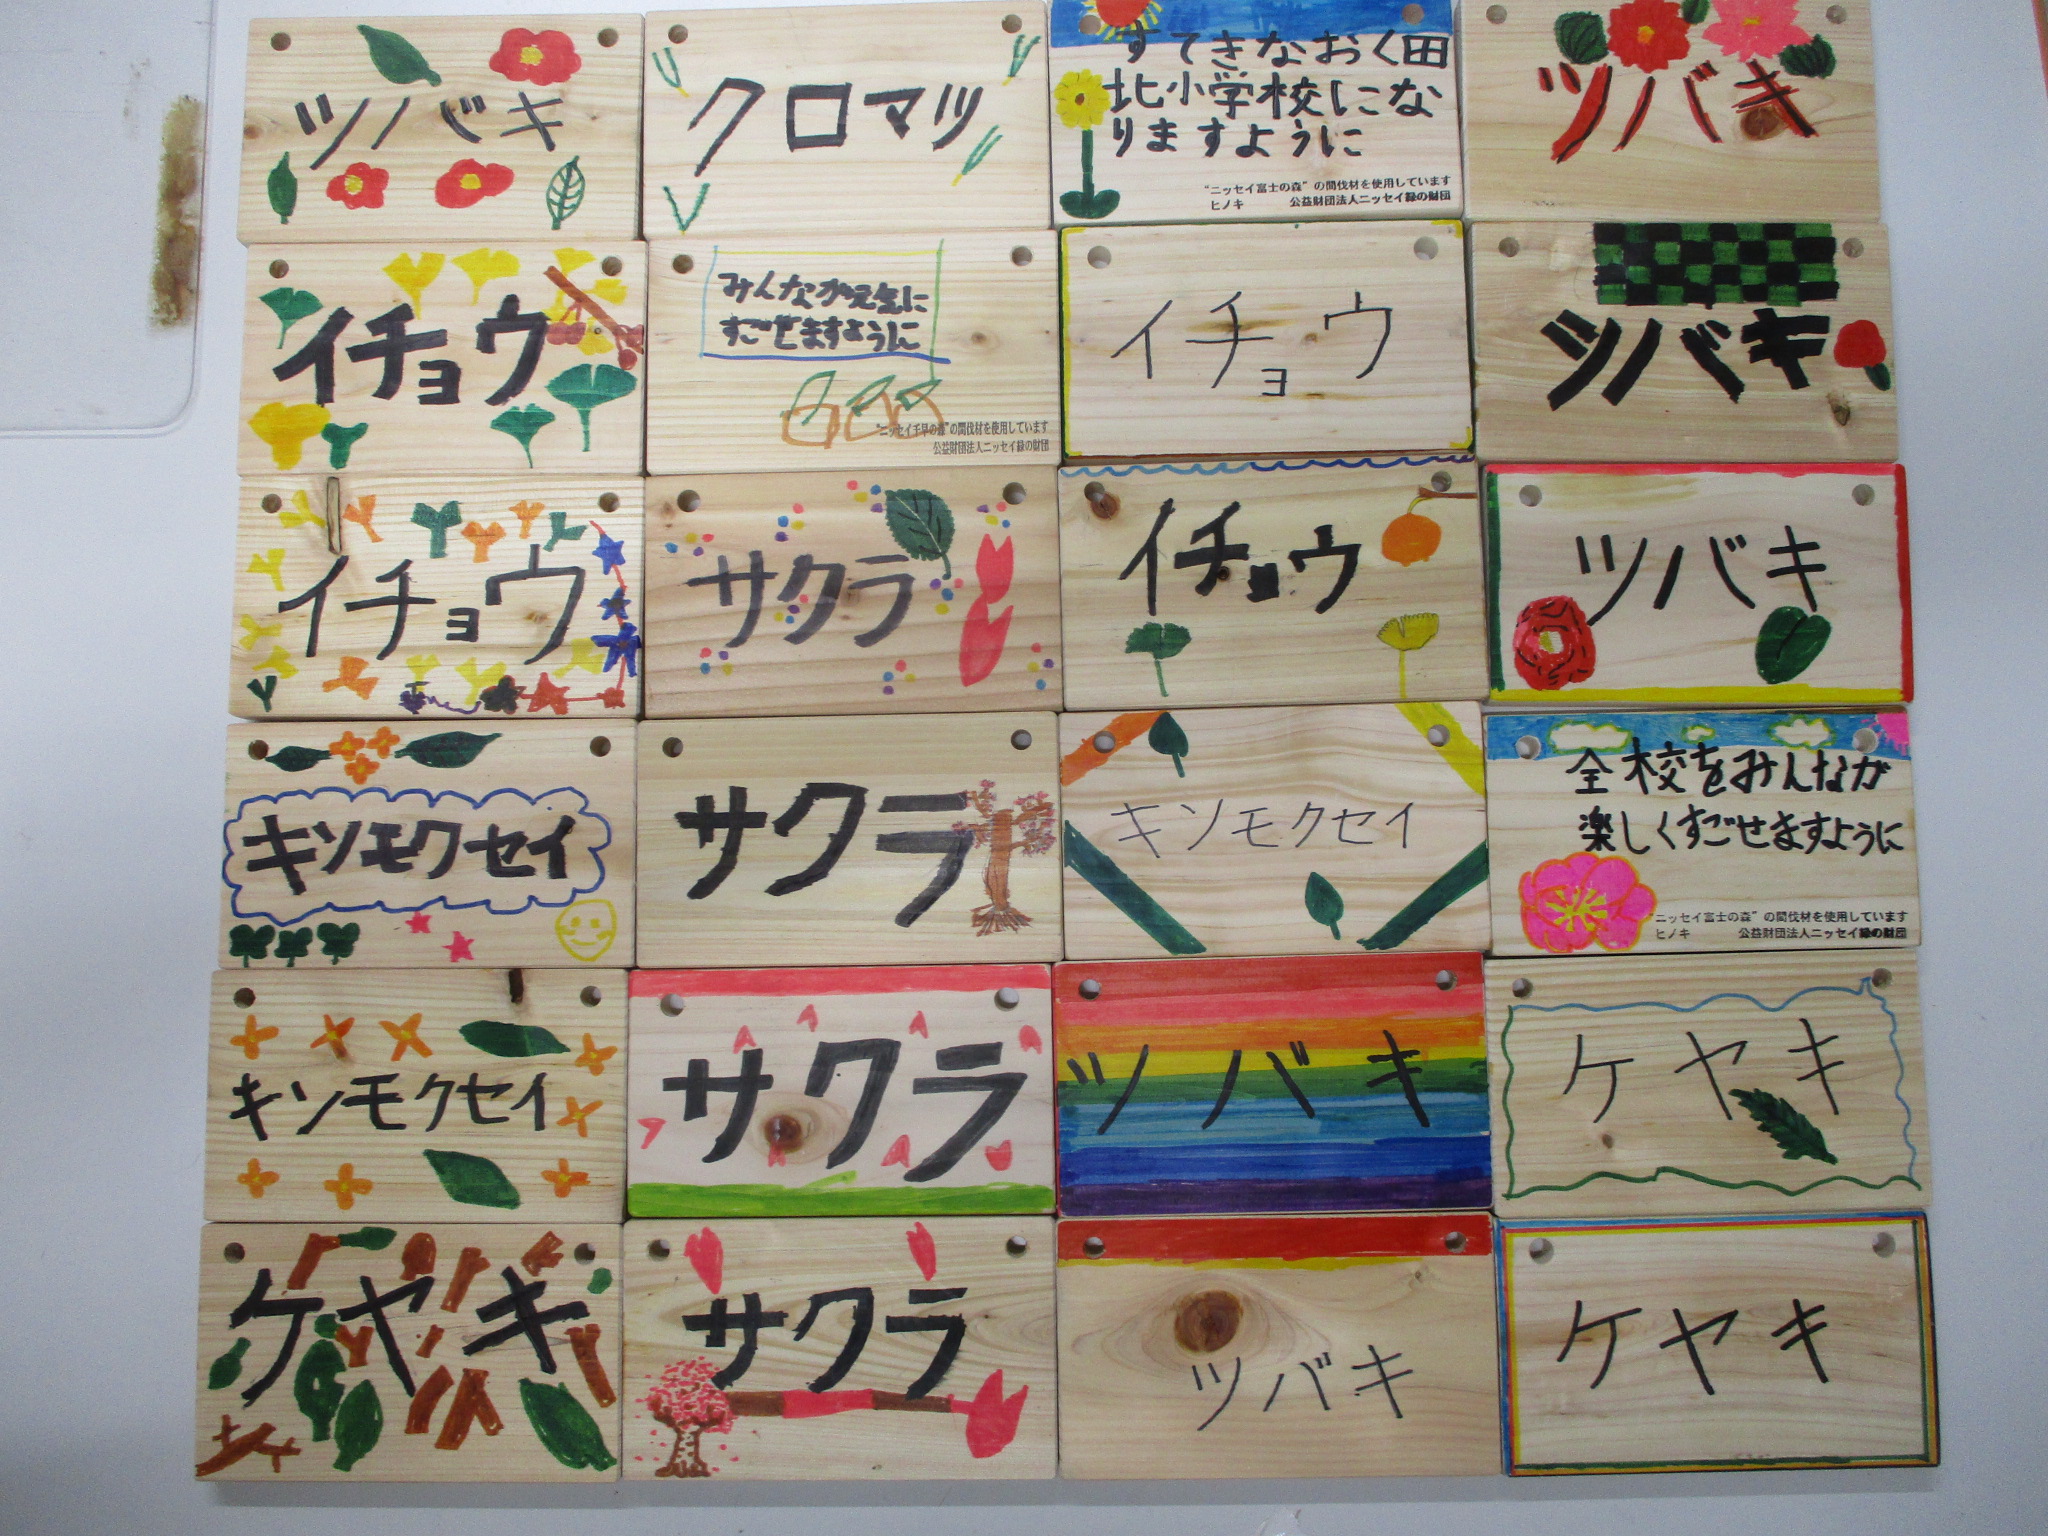 ツバキ
クロマツ
すてきなおく田
北小学校にな
りますように
"ニッセイ富士の森"の間伐材を使用しています
ヒノキ 公益財団法人ニッセイ緑の財団
ツバキ
イチョウ
みんなが元気に
すごせますように
"ニッセイ千早の森"の間伐材を使用しています
公益財団法人ニッセイ緑の財団
イチョウ
ツバキ
イチョウ
サクラ
イチョウ
ツバキ
キンモクセイ
サクラ
キンモクセイ
全校をみんなが
楽しくすごせますように
"ニッセイ富士の森"の間伐材を使用しています
ヒノキ 公益財団法人ニッセイ緑の財団
キンモクセイ
サクラ
ツバキ
ケヤキ
ケヤキ
サクラ
ツバキ
ケヤキ